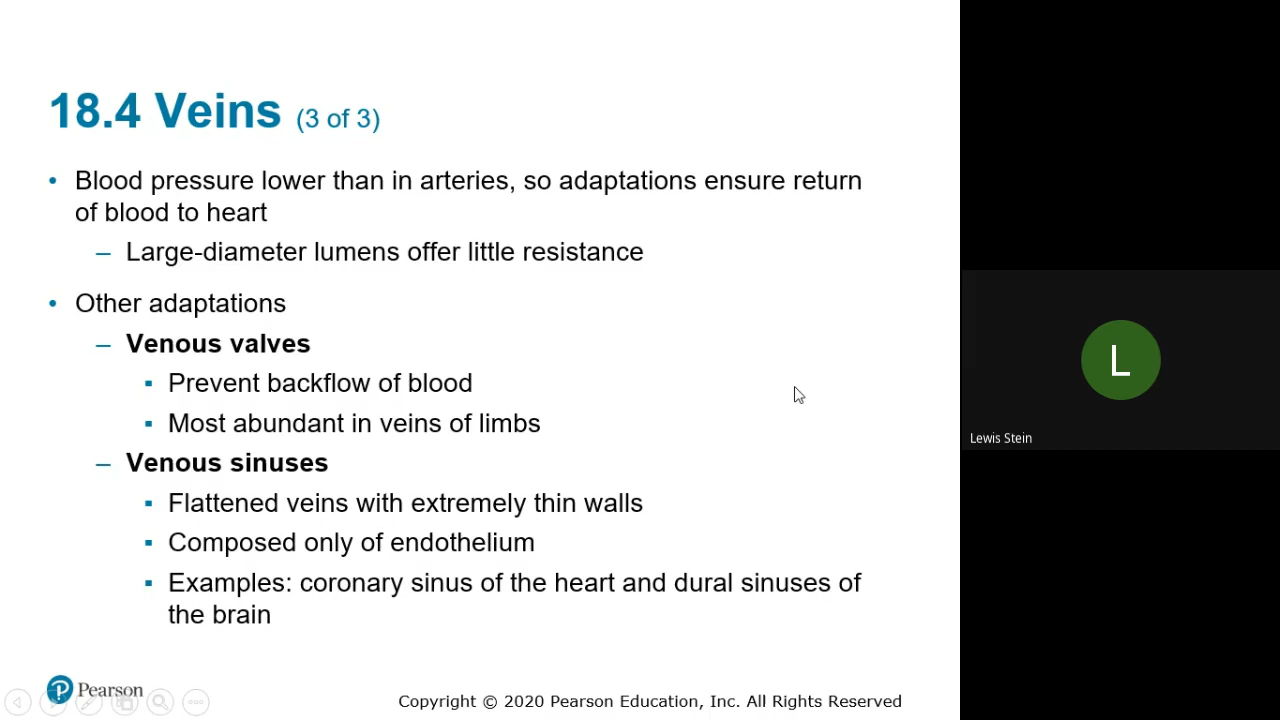 18.4 Veins (3 of 3)
• Blood pressure lower than in arteries, so adaptations ensure return
of blood to heart
– Large-diameter lumens offer little resistance
• Other adaptations
– Venous valves
▪ Prevent backflow of blood
▪ Most abundant in veins of limbs
– Venous sinuses
▪ Flattened veins with extremely thin walls
▪ Composed only of endothelium
▪ Examples: coronary sinus of the heart and dural sinuses of
the brain
Pearson
Copyright © 2020 Pearson Education, Inc. All Rights Reserved
L
Lewis Stein